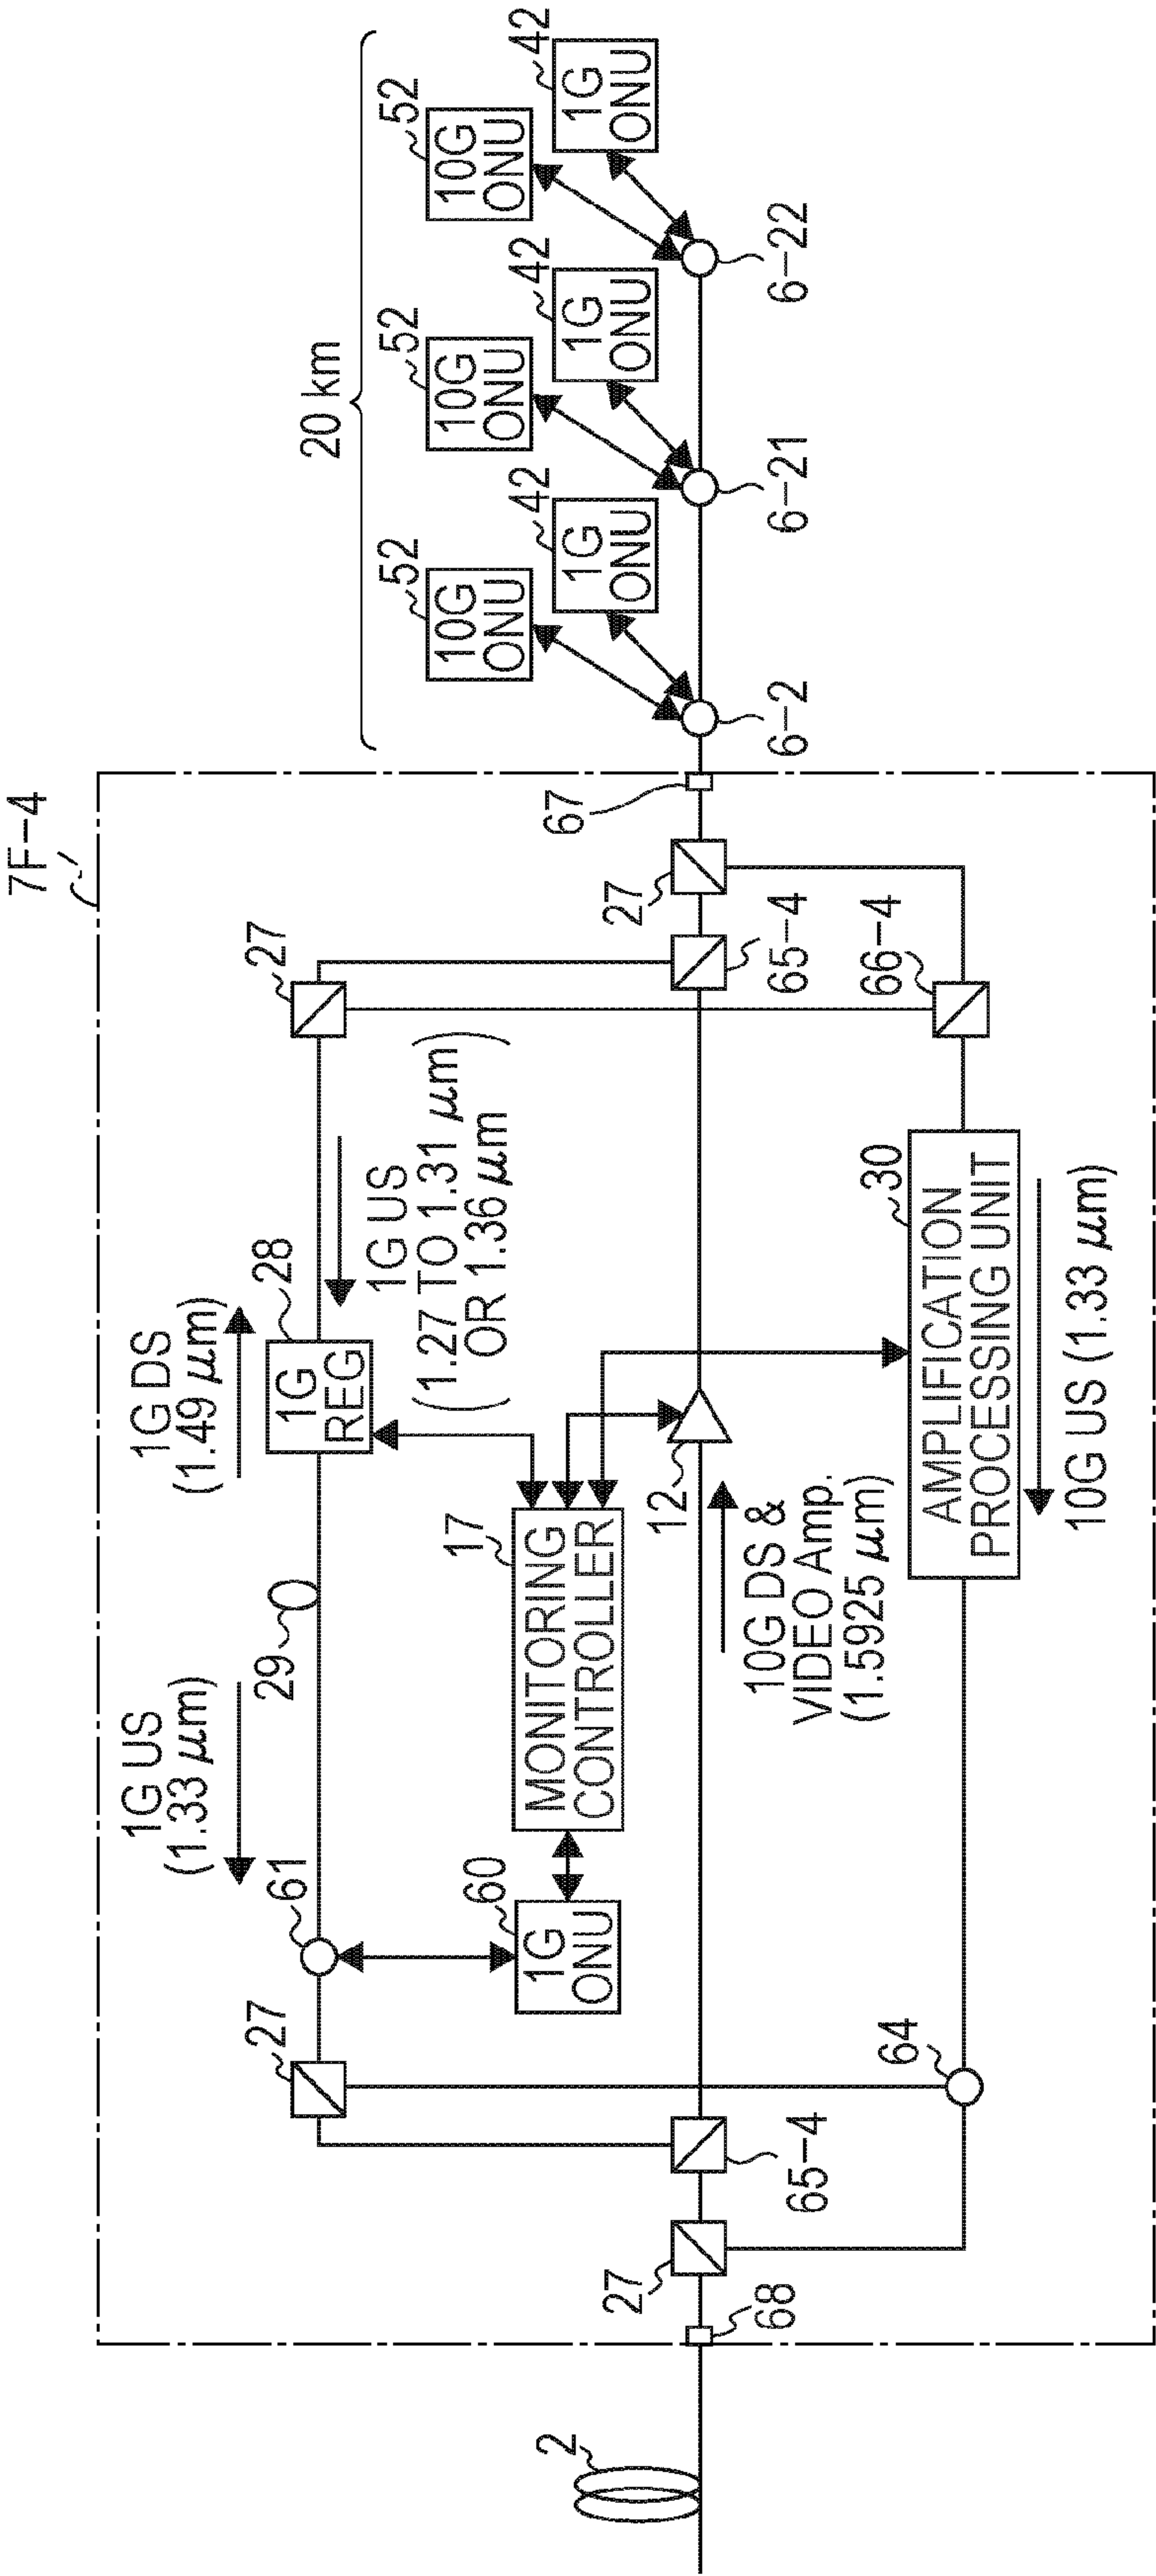 7F-4
20 km
52
10G
ONU
42
1G
ONU
52
10G
ONU
42
1G
ONU
52
10G
ONU
42
1G
ONU
6-2
6-21
6-22
67
68
2
27
27
27
27
65-4
65-4
66-4
64
61
29
1G US
(1.33 μm)
1G DS
(1.49 μm)
28
1G
REG
1G US
(1.27 TO 1.31 μm)
OR 1.36 μm
60
1G
ONU
17
MONITORING
CONTROLLER
12
10G DS &
VIDEO Amp.
(1.5925 μm)
30
AMPLIFICATION
PROCESSING UNIT
10G US (1.33 μm)